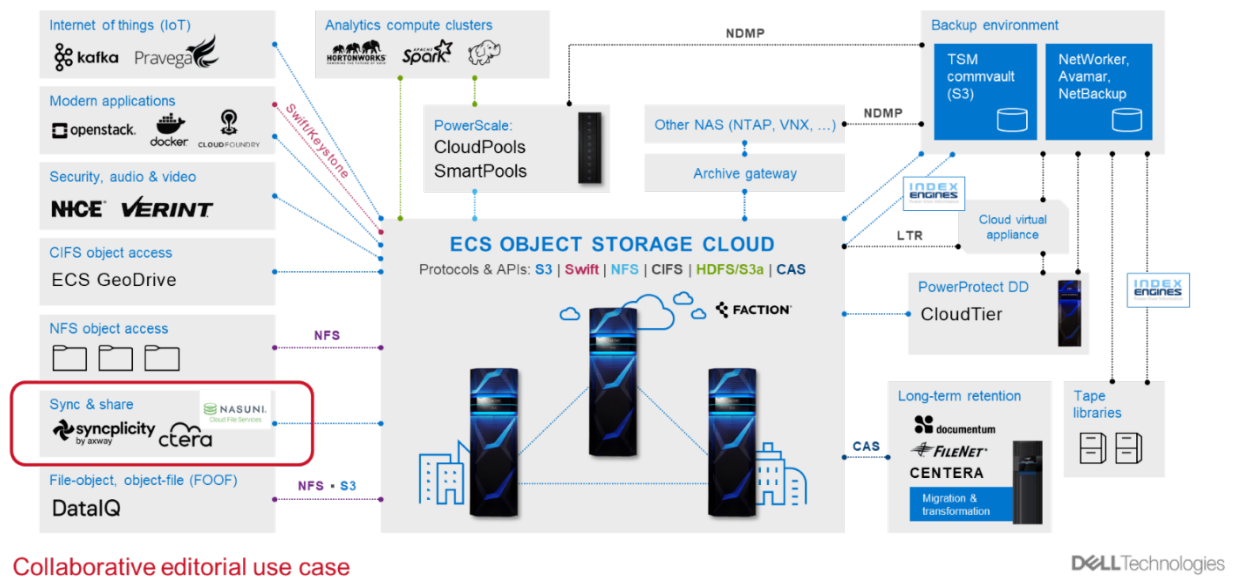 Internet of things (IoT)
kafka Pravega
Modern applications
openstack.
docker
CLOUDFOUNDRY
Security, audio & video
NICE VERINT
CIFS object access
ECS GeoDrive
NFS object access
Sync & share
NASUNI.
Cloud File Services
syncplicity
by axway
ctera
File-object, object-file (FOOF)
DataIQ
Analytics compute clusters
HORTONWORKS
APACHE
Spark
Swift/Keystone
NFS
NFS ▪ S3
PowerScale:
CloudPools
SmartPools
NDMP
Other NAS (NTAP, VNX, ...)
NDMP
Archive gateway
ECS OBJECT STORAGE CLOUD
Protocols & APIs: S3 | Swift | NFS | CIFS | HDFS/S3a | CAS
FACTION
Backup environment
TSM
commvault
(S3)
NetWorker,
Avamar,
NetBackup
INDEX
ENGINES
LTR
Cloud virtual
appliance
INDEX
ENGINES
PowerProtect DD
CloudTier
CAS
Long-term retention
documentum
FILENET
CENTERA
Migration &
transformation
Tape
libraries
Collaborative editorial use case
DELLTechnologies